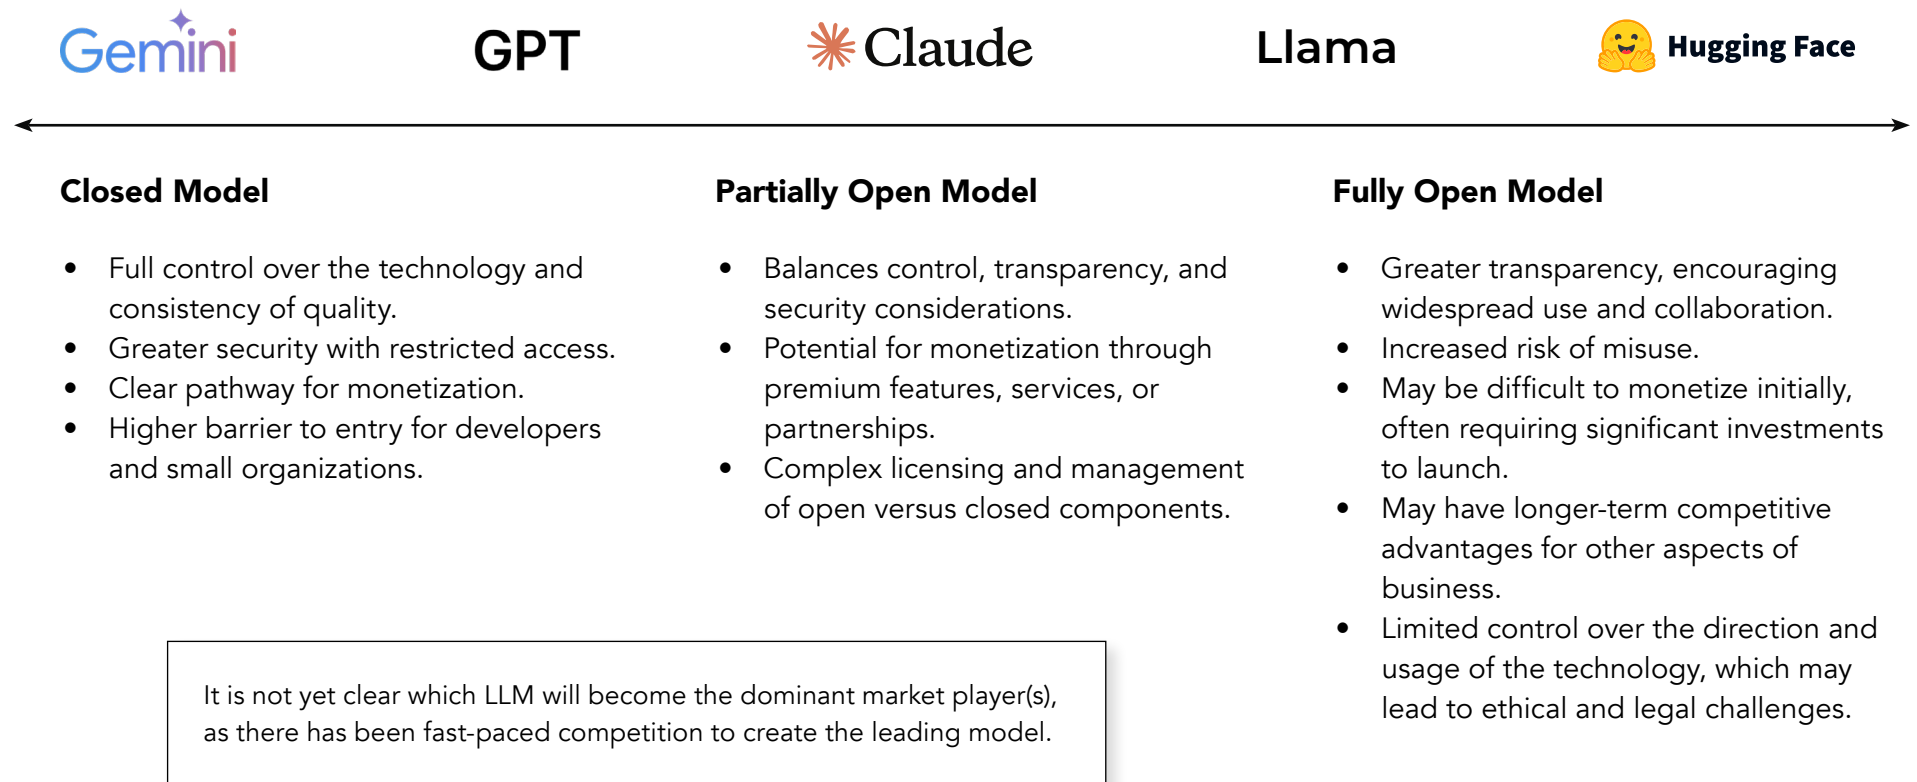 Gemini
GPT
Claude
Llama
Hugging Face
Closed Model
• Full control over the technology and
consistency of quality.
• Greater security with restricted access.
• Clear pathway for monetization.
• Higher barrier to entry for developers
and small organizations.
Partially Open Model
• Balances control, transparency, and
security considerations.
• Potential for monetization through
premium features, services, or
partnerships.
• Complex licensing and management
of open versus closed components.
Fully Open Model
• Greater transparency, encouraging
widespread use and collaboration.
• Increased risk of misuse.
• May be difficult to monetize initially,
often requiring significant investments
to launch.
• May have longer-term competitive
advantages for other aspects of
business.
• Limited control over the direction and
usage of the technology, which may
lead to ethical and legal challenges.
It is not yet clear which LLM will become the dominant market player(s),
as there has been fast-paced competition to create the leading model.